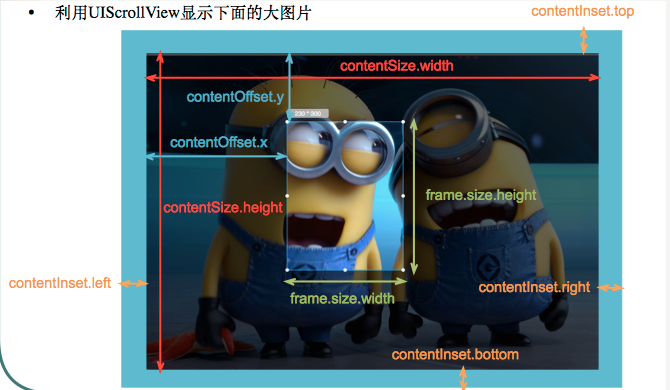 • 利用UIScrollView显示下面的大图片
contentInset.top
contentSize.width
contentOffset.y
contentOffset.x
frame.size.height
contentSize.height
contentInset.left
contentInset.right
frame.size.width
contentInset.bottom